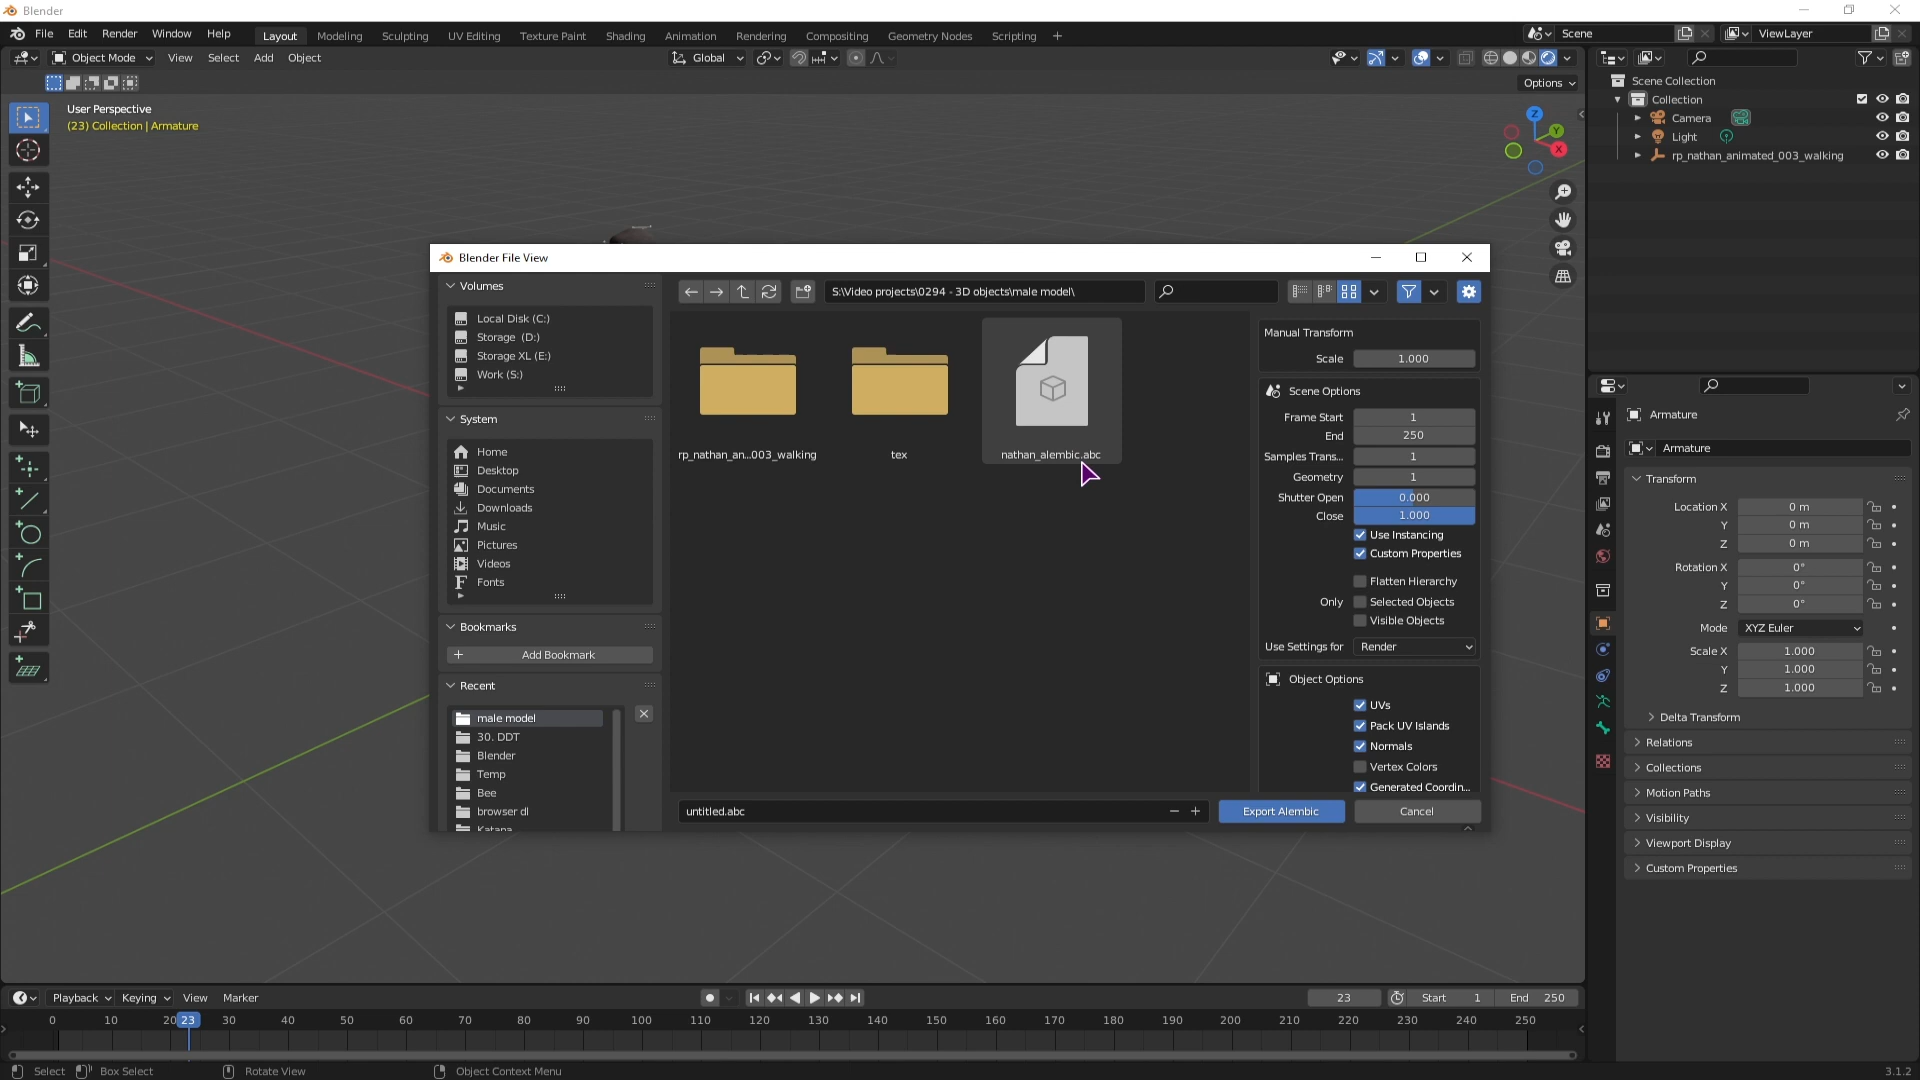 Blender
File Edit Render Window Help
Layout Modeling Sculpting UV Editing Texture Paint Shading Animation Rendering Compositing Geometry Nodes Scripting +
Scene
ViewLayer
Object Mode View Select Add Object
Global
Options
User Perspective
(23) Collection | Armature
Z
Y
X
Scene Collection
Collection
Camera
Light
rp_nathan_animated_003_walking
Blender File View
Volumes
Local Disk (C:)
Storage (D:)
Storage XL (E:)
Work (S:)
System
Home
Desktop
Documents
Downloads
Music
Pictures
Videos
Fonts
Bookmarks
Add Bookmark
Recent
male model
30. DDT
Blender
Temp
Bee
browser dl
Katana
S:\Video projects\0294 - 3D objects\male model\
rp_nathan_an...003_walking
tex
nathan_alembic.abc
Manual Transform
Scale 1.000
Scene Options
Frame Start 1
End 250
Samples Trans... 1
Geometry 1
Shutter Open 0.000
Close 1.000
Use Instancing
Custom Properties
Flatten Hierarchy
Only Selected Objects
Visible Objects
Use Settings for Render
Object Options
UVs
Pack UV Islands
Normals
Vertex Colors
Generated Coordin...
untitled.abc
Export Alembic
Cancel
Armature
Armature
Transform
Location X 0 m
Y 0 m
Z 0 m
Rotation X 0°
Y 0°
Z 0°
Mode XYZ Euler
Scale X 1.000
Y 1.000
Z 1.000
Delta Transform
Relations
Collections
Motion Paths
Visibility
Viewport Display
Custom Properties
Playback Keying View Marker
23
Start 1
End 250
0 10 20 23 30 40 50 60 70 80 90 100 110 120 130 140 150 160 170 180 190 200 210 220 230 240 250
Select Box Select Rotate View Object Context Menu
3.1.2